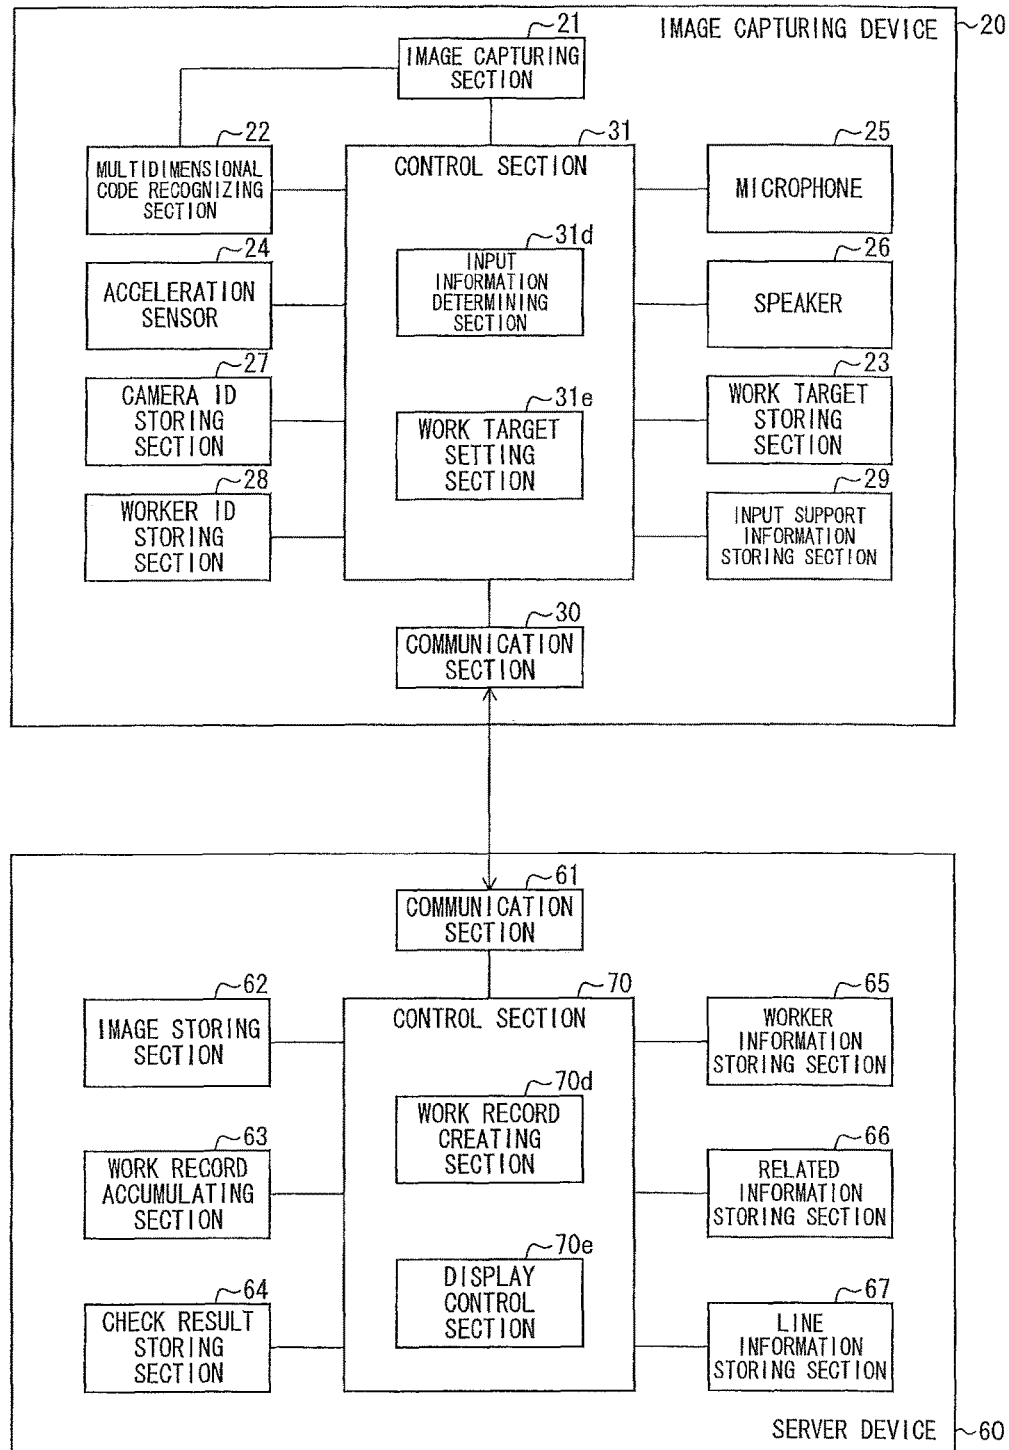 IMAGE CAPTURING DEVICE
20
21
IMAGE CAPTURING
SECTION
22
MULTIDIMENSIONAL
CODE RECOGNIZING
SECTION
31
CONTROL SECTION
25
MICROPHONE
24
ACCELERATION
SENSOR
31d
INPUT
INFORMATION
DETERMINING
SECTION
26
SPEAKER
27
CAMERA ID
STORING
SECTION
31e
WORK TARGET
SETTING
SECTION
23
WORK TARGET
STORING
SECTION
28
WORKER ID
STORING
SECTION
29
INPUT SUPPORT
INFORMATION
STORING SECTION
30
COMMUNICATION
SECTION
61
COMMUNICATION
SECTION
62
IMAGE STORING
SECTION
70
CONTROL SECTION
65
WORKER
INFORMATION
STORING SECTION
70d
WORK RECORD
CREATING
SECTION
63
WORK RECORD
ACCUMULATING
SECTION
66
RELATED
INFORMATION
STORING SECTION
70e
DISPLAY
CONTROL
SECTION
64
CHECK RESULT
STORING
SECTION
67
LINE
INFORMATION
STORING SECTION
SERVER DEVICE
60